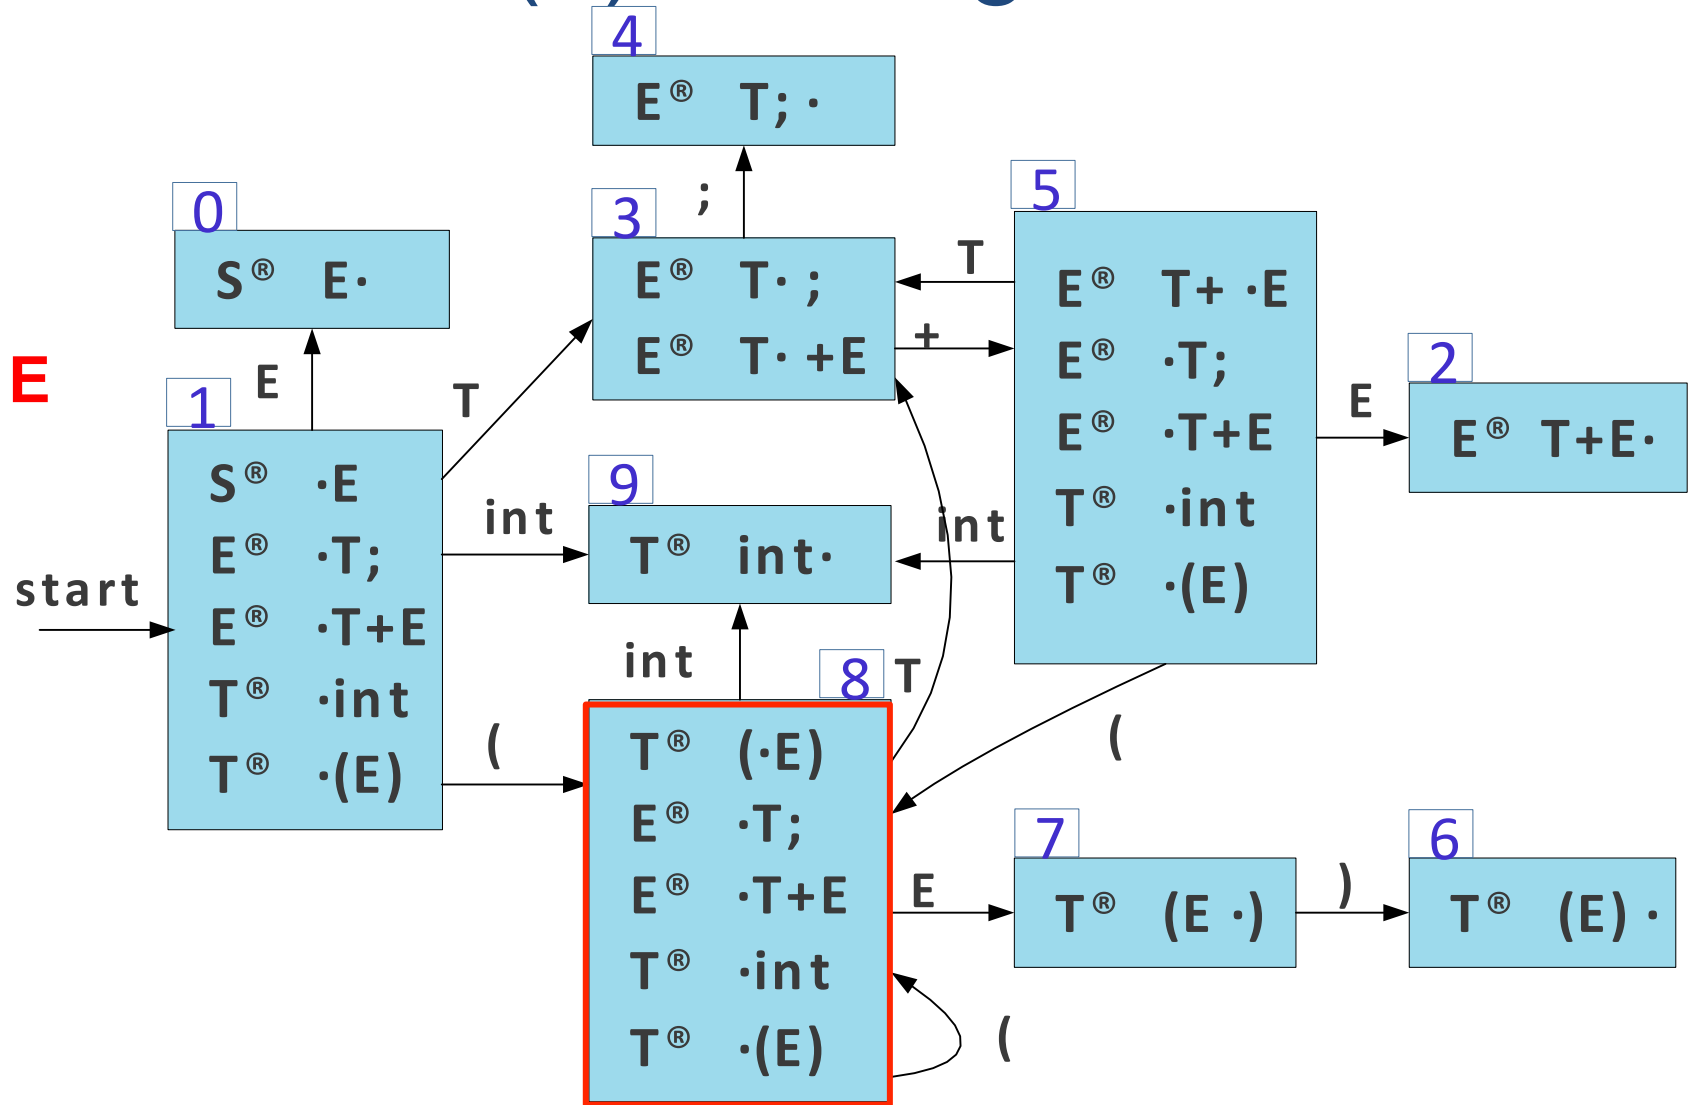 4
E® T; ·
0
S® E·
;
3
E® T· ;
E® T· +E
T
+
5
E® T+ ·E
E® ·T;
E® ·T+E
T® ·int
T® ·(E)
E
2
E® T+E·
E
E
T
1
S® ·E
E® ·T;
E® ·T+E
T® ·int
T® ·(E)
start
int
9
T® int·
int
int
(
8
T
T® (·E)
E® ·T;
E® ·T+E
T® ·int
T® ·(E)
(
E
7
T® (E ·)
)
6
T® (E) ·
(